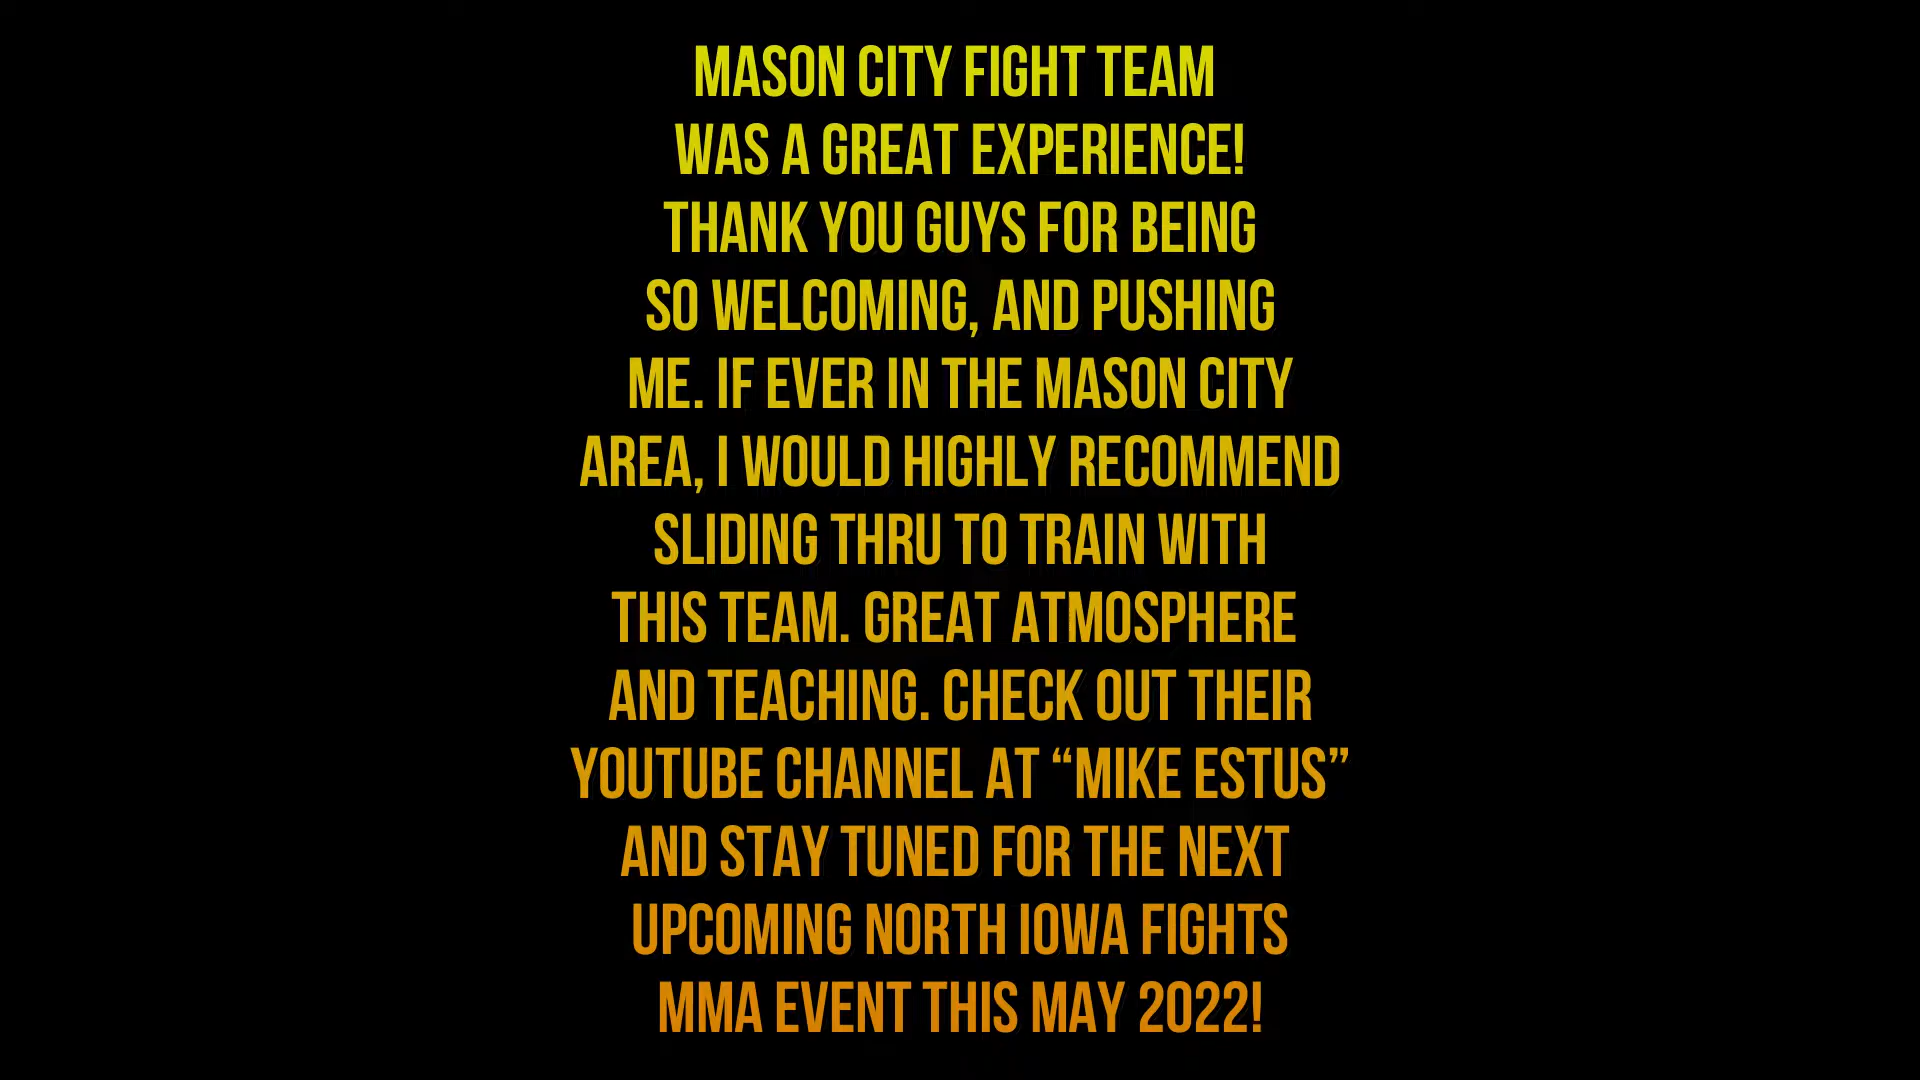 MASON CITY FIGHT TEAM
WAS A GREAT EXPERIENCE!
THANK YOU GUYS FOR BEING
SO WELCOMING, AND PUSHING
ME. IF EVER IN THE MASON CITY
AREA, I WOULD HIGHLY RECOMMEND
SLIDING THRU TO TRAIN WITH
THIS TEAM. GREAT ATMOSPHERE
AND TEACHING. CHECK OUT THEIR
YOUTUBE CHANNEL AT “MIKE ESTUS”
AND STAY TUNED FOR THE NEXT
UPCOMING NORTH IOWA FIGHTS
MMA EVENT THIS MAY 2022!